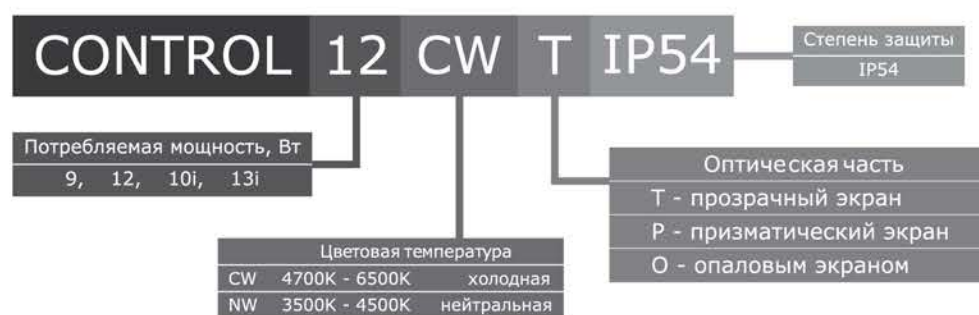 CONTROL 12 CW T IP54
Степень защиты
IP54
Потребляемая мощность, Вт
9, 12, 10i, 13i
Оптическая часть
Т - прозрачный экран
Р - призматический экран
О - опаловым экраном
Цветовая температура
CW 4700K - 6500K холодная
NW 3500K - 4500K нейтральная